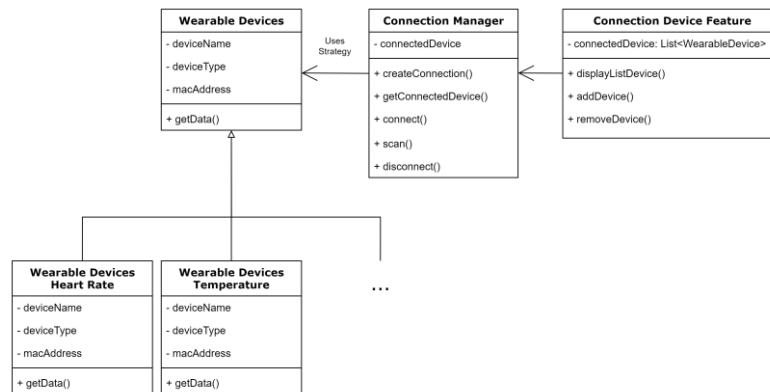 Wearable Devices
- deviceName
- deviceType
- macAddress
+ getData()
Uses
Strategy
Connection Manager
- connectedDevice
+ createConnection()
+ getConnectedDevice()
+ connect()
+ scan()
+ disconnect()
Connection Device Feature
- connectedDevice: List<WearableDevice>
+ displayListDevice()
+ addDevice()
+ removeDevice()
Wearable Devices
Heart Rate
- deviceName
- deviceType
- macAddress
+ getData()
Wearable Devices
Temperature
- deviceName
- deviceType
- macAddress
+ getData()
...